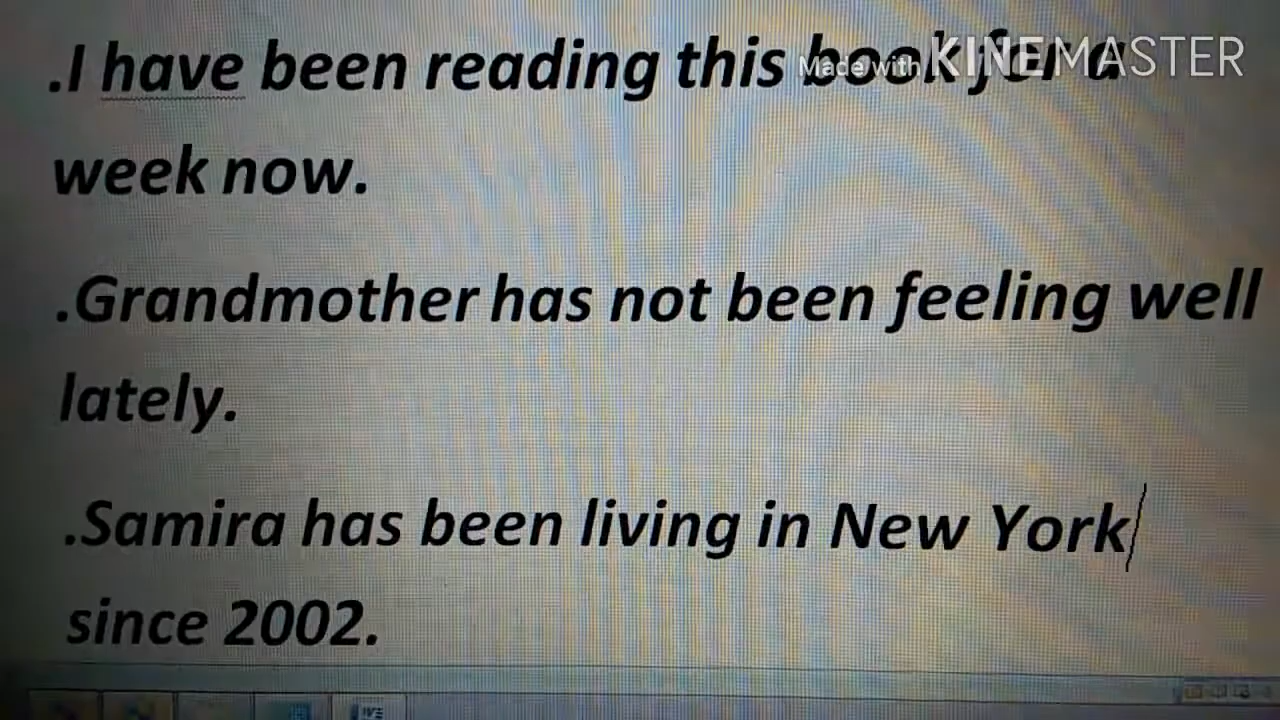 .I have been reading this book for a
Made with KINEMASTER
week now.
.Grandmother has not been feeling well
lately.
.Samira has been living in New York
since 2002.